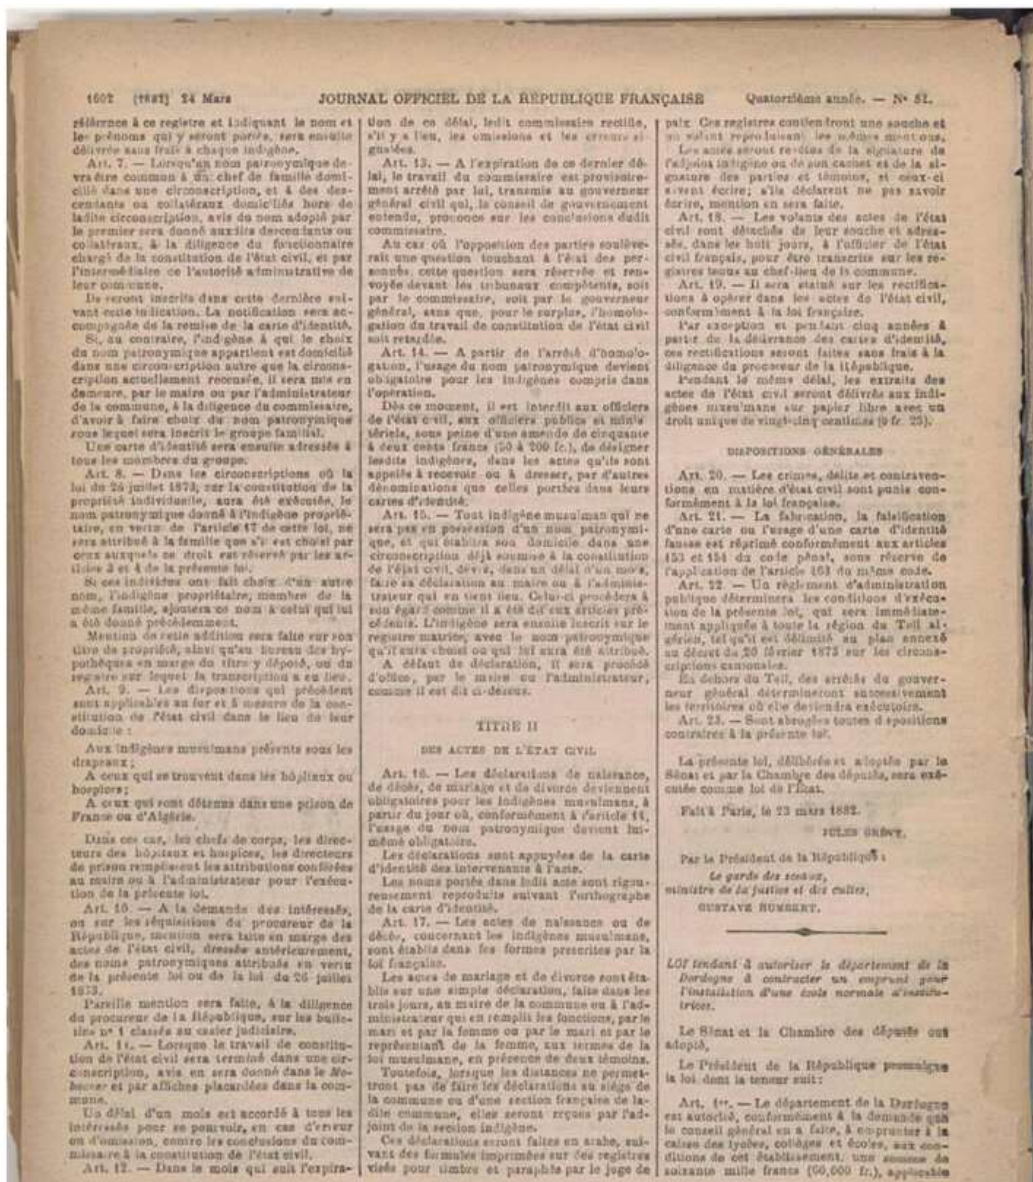 1602 [1882] 24 Mars
JOURNAL OFFICIEL DE LA RÉPUBLIQUE FRANÇAISE
Quatorzième année. — N° 82.
référence à ce registre et indiquant le nom et
les prénoms qui y seront portés, sera ensuite
délivrée sans frais à chaque indigène.
Art. 7. — Lorsqu'un nom patronymique de-
vra être commun à un chef de famille domi-
cilié dans une circonscription, et à des des-
cendants ou collatéraux domiciliés hors de
ladite circonscription, avis du nom adopté par
le premier sera donné auxdits descendants ou
collatéraux, à la diligence du fonctionnaire
chargé de la constitution de l'état civil, et par
l'intermédiaire de l'autorité administrative de
leur commune.
Ils seront inscrits dans cette dernière sui-
vant cette indication. La notification sera ac-
compagnée de la remise de la carte d'identité.
Si, au contraire, l'indigène à qui le choix
du nom patronymique appartient est domicilié
dans une circonscription autre que la circons-
cription actuellement recensée, il sera mis en
demeure, par le maire ou par l'administrateur
de la commune, à la diligence du commissaire,
d'avoir à faire choix du nom patronymique
sous lequel sera inscrit le groupe familial.
Une carte d'identité sera ensuite adressée à
tous les membres du groupe.
Art. 8. — Dans les circonscriptions où la
loi du 26 juillet 1873, sur la constitution de la
propriété individuelle, aura été exécutée, le
nom patronymique donné à l'indigène proprié-
taire, en vertu de l'article 17 de cette loi, ne
sera attribué à la famille que s'il est choisi par
ceux auxquels ce droit est réservé par les ar-
ticles 3 et 4 de la présente loi.
Si ces individus ont fait choix d'un autre
nom, l'indigène propriétaire, membre de la
même famille, ajoutera ce nom à celui qui lui
a été donné précédemment.
Mention de cette addition sera faite sur son
titre de propriété, ainsi qu'au bureau des hy-
pothèques en marge du titre y déposé, ou du
registre sur lequel la transcription a eu lieu.
Art. 9. — Les dispositions qui précèdent
sont applicables au fur et à mesure de la con-
stitution de l'état civil dans le lieu de leur
domicile :
Aux indigènes musulmans présents sous les
drapeaux ;
A ceux qui se trouvent dans les hôpitaux ou
hospices ;
A ceux qui sont détenus dans une prison de
France ou d'Algérie.
Dans ces cas, les chefs de corps, les direc-
teurs des hôpitaux et hospices, les directeurs
de prison remplissent les attributions conférées
au maire ou à l'administrateur pour l'exécu-
tion de la présente loi.
Art. 10. — A la demande des intéressés,
ou sur les réquisitions du procureur de la
République, mention sera faite en marge des
actes de l'état civil, dressés antérieurement,
des noms patronymiques attribués en vertu
de la présente loi ou de la loi du 26 juillet
1873.
Pareille mention sera faite, à la diligence
du procureur de la République, sur les bulle-
tins n° 1 classés au casier judiciaire.
Art. 11. — Lorsque le travail de constitu-
tion de l'état civil sera terminé dans une cir-
conscription, avis en sera donné dans le Mo-
bacher et par affiches placardées dans la com-
mune.
Un délai d'un mois est accordé à tous les
intéressés pour se pourvoir, en cas d'erreur
ou d'omission, contre les conclusions du com-
missaire à la constitution de l'état civil.
Art. 12. — Dans le mois qui suit l'expira-
tion de ce délai, ledit commissaire rectifie,
s'il y a lieu, les omissions et les erreurs si-
gnalées.
Art. 13. — A l'expiration de ce dernier dé-
lai, le travail du commissaire est provisoire-
ment arrêté par lui, transmis au gouverneur
général civil qui, le conseil de gouvernement
entendu, prononce sur les conclusions dudit
commissaire.
Au cas où l'opposition des parties soulève-
rait une question touchant à l'état des per-
sonnes, cette question sera réservée et ren-
voyée devant les tribunaux compétents, soit
par le commissaire, soit par le gouverneur
général, sans que, pour le surplus, l'homolo-
gation du travail de constitution de l'état civil
soit retardée.
Art. 14. — A partir de l'arrêté d'homolo-
gation, l'usage du nom patronymique devient
obligatoire pour les indigènes compris dans
l'opération.
Dès ce moment, il est interdit aux officiers
de l'état civil, aux officiers publics et minis-
tériels, sous peine d'une amende de cinquante
à deux cents francs (50 à 200 fr.), de désigner
lesdits indigènes, dans les actes qu'ils sont
appelés à recevoir ou à dresser, par d'autres
dénominations que celles portées dans leurs
cartes d'identité.
Art. 15. — Tout indigène musulman qui ne
sera pas en possession d'un nom patronymi-
que, et qui établira son domicile dans une
circonscription déjà soumise à la constitution
de l'état civil, devra, dans un délai d'un mois,
faire sa déclaration au maire ou à l'adminis-
trateur qui en tient lieu. Celui-ci procédera à
son égard comme il a été dit aux articles pré-
cédents. L'indigène sera ensuite inscrit sur le
registre matrice, avec le nom patronymique
qu'il aura choisi ou qui lui aura été attribué.
A défaut de déclaration, il sera procédé
d'office, par le maire ou l'administrateur,
comme il est dit ci-dessus.
TITRE II
DES ACTES DE L'ÉTAT CIVIL
Art. 16. — Les déclarations de naissance,
de décès, de mariage et de divorce deviennent
obligatoires pour les indigènes musulmans, à
partir du jour où, conformément à l'article 14,
l'usage du nom patronymique devient lui-
même obligatoire.
Les déclarations sont appuyées de la carte
d'identité des intervenants à l'acte.
Les noms portés dans ledit acte sont rigou-
reusement reproduits suivant l'orthographe
de la carte d'identité.
Art. 17. — Les actes de naissance ou de
décès, concernant les indigènes musulmans,
sont établis dans les formes prescrites par la
loi française.
Les actes de mariage et de divorce sont éta-
blis sur une simple déclaration, faite dans les
trois jours, au maire de la commune ou à l'ad-
ministrateur qui en remplit les fonctions, par le
mari et par la femme ou par le mari et par le
représentant de la femme, aux termes de la
loi musulmane, en présence de deux témoins.
Toutefois, lorsque les distances ne permet-
tront pas de faire les déclarations au siège de
la commune ou d'une section française de la-
dite commune, elles seront reçues par l'ad-
joint de la section indigène.
Ces déclarations seront faites en arabe, sui-
vant des formules imprimées sur des registres
visés pour timbre et paraphés par le juge de
paix. Ces registres contiendront une souche et
un volant reproduisant les mêmes mentions.
Les actes seront revêtus de la signature de
l'adjoint indigène ou de son cachet et de la si-
gnature des parties et témoins, si ceux-ci
savent écrire; s'ils déclarent ne pas savoir
écrire, mention en sera faite.
Art. 18. — Les volants des actes de l'état
civil sont détachés de leur souche et adres-
sés, dans les huit jours, à l'officier de l'état
civil français, pour être transcrits sur les re-
gistres tenus au chef-lieu de la commune.
Art. 19. — Il sera statué sur les rectifica-
tions à opérer dans les actes de l'état civil,
conformément à la loi française.
Par exception et pendant cinq années à
partir de la délivrance des cartes d'identité,
ces rectifications seront faites sans frais à la
diligence du procureur de la République.
Pendant le même délai, les extraits des
actes de l'état civil seront délivrés aux indi-
gènes musulmans sur papier libre avec un
droit unique de vingt-cinq centimes (0 fr. 25).
DISPOSITIONS GÉNÉRALES
Art. 20. — Les crimes, délits et contraven-
tions en matière d'état civil sont punis con-
formément à la loi française.
Art. 21. — La fabrication, la falsification
d'une carte ou l'usage d'une carte d'identité
fausse est réprimé conformément aux articles
153 et 154 du code pénal, sous réserve de
l'application de l'article 463 du même code.
Art. 22. — Un règlement d'administration
publique déterminera les conditions d'exécu-
tion de la présente loi, qui sera immédiate-
ment appliquée à toute la région du Tell al-
gérien, tel qu'il est délimité au plan annexé
au décret du 20 février 1873 sur les circons-
criptions cantonales.
En dehors du Tell, des arrêtés du gouver-
neur général détermineront successivement
les territoires où elle deviendra exécutoire.
Art. 23. — Sont abrogées toutes dispositions
contraires à la présente loi.
La présente loi, délibérée et adoptée par le
Sénat et par la Chambre des députés, sera exé-
cutée comme loi de l'État.
Fait à Paris, le 23 mars 1882.
JULES GRÉVY.
Par le Président de la République :
Le garde des sceaux,
ministre de la justice et des cultes,
GUSTAVE HUMBERT.
LOI tendant à autoriser le département de la
Dordogne à contracter un emprunt pour
l'installation d'une école normale d'institu-
trices.
Le Sénat et la Chambre des députés ont
adopté,
Le Président de la République promulgue
la loi dont la teneur suit :
Art. 1er. — Le département de la Dordogne
est autorisé, conformément à la demande que
le conseil général en a faite, à emprunter à la
caisse des lycées, collèges et écoles, aux con-
ditions de cet établissement, une somme de
soixante mille francs (60,000 fr.), applicable